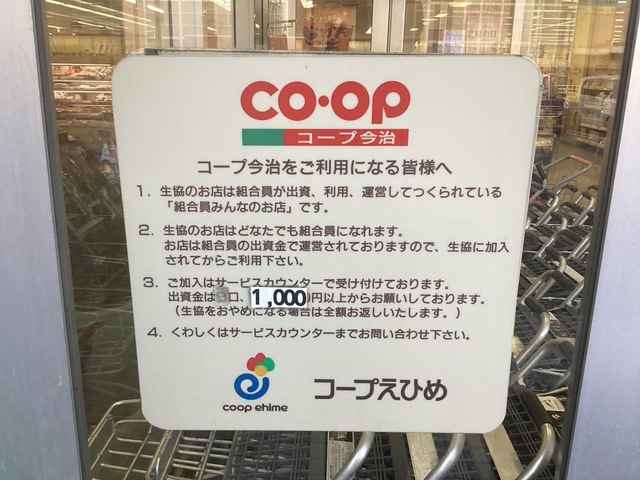 CO·OP
コープ今治
コープ今治をご利用になる皆様へ
1. 生協のお店は組合員が出資、利用、運営してつくられている
「組合員みんなのお店」です。
2. 生協のお店はどなたでも組合員になれます。
お店は組合員の出資金で運営されておりますので、生協に加入
されてからご利用下さい。
3. ご加入はサービスカウンターで受け付けております。
出資金は 口、1,000円以上からお願いしております。
(生協をおやめになる場合は全額お返しいたします。)
4. くわしくはサービスカウンターまでお問い合わせ下さい。
coop ehime
コープえひめ